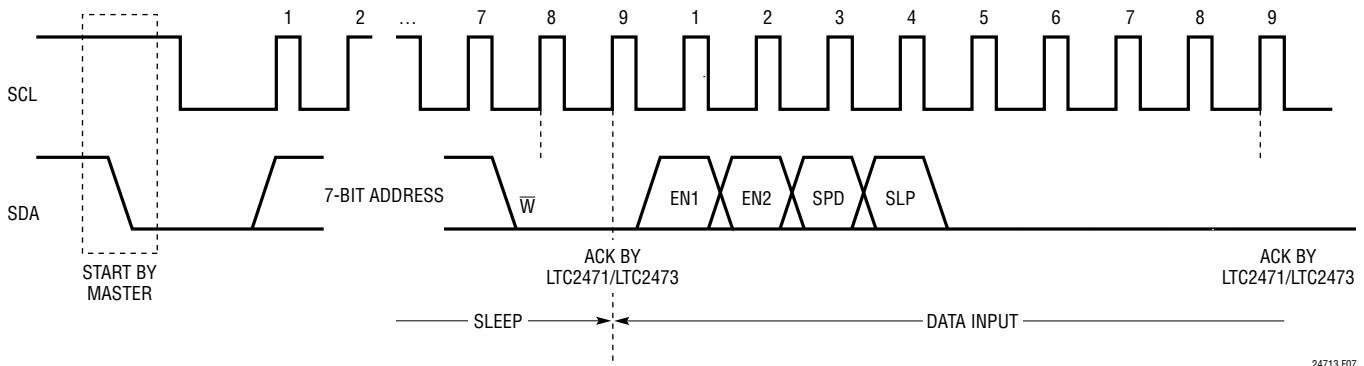 1 2 … 7 8 9 1 2 3 4 5 6 7 8 9
SCL
SDA
7-BIT ADDRESS
W̅
EN1 EN2 SPD SLP
START BY
MASTER
ACK BY
LTC2471/LTC2473
ACK BY
LTC2471/LTC2473
SLEEP
DATA INPUT
24713 F07